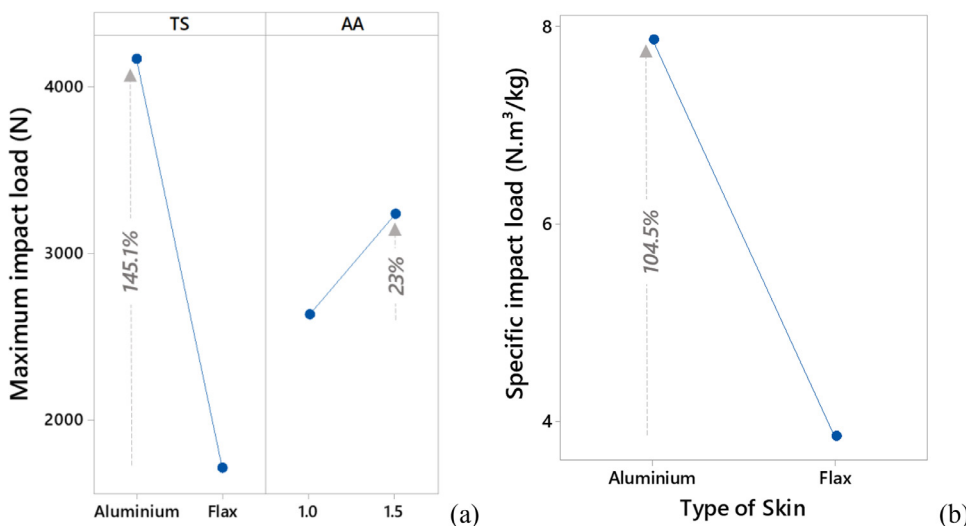 TS AA
Maximum impact load (N)
4000
3000
2000
145.1%
23%
Aluminium Flax 1.0 1.5
(a)
Specific impact load (N.m³/kg)
8
6
4
104.5%
Aluminium Flax
Type of Skin
(b)